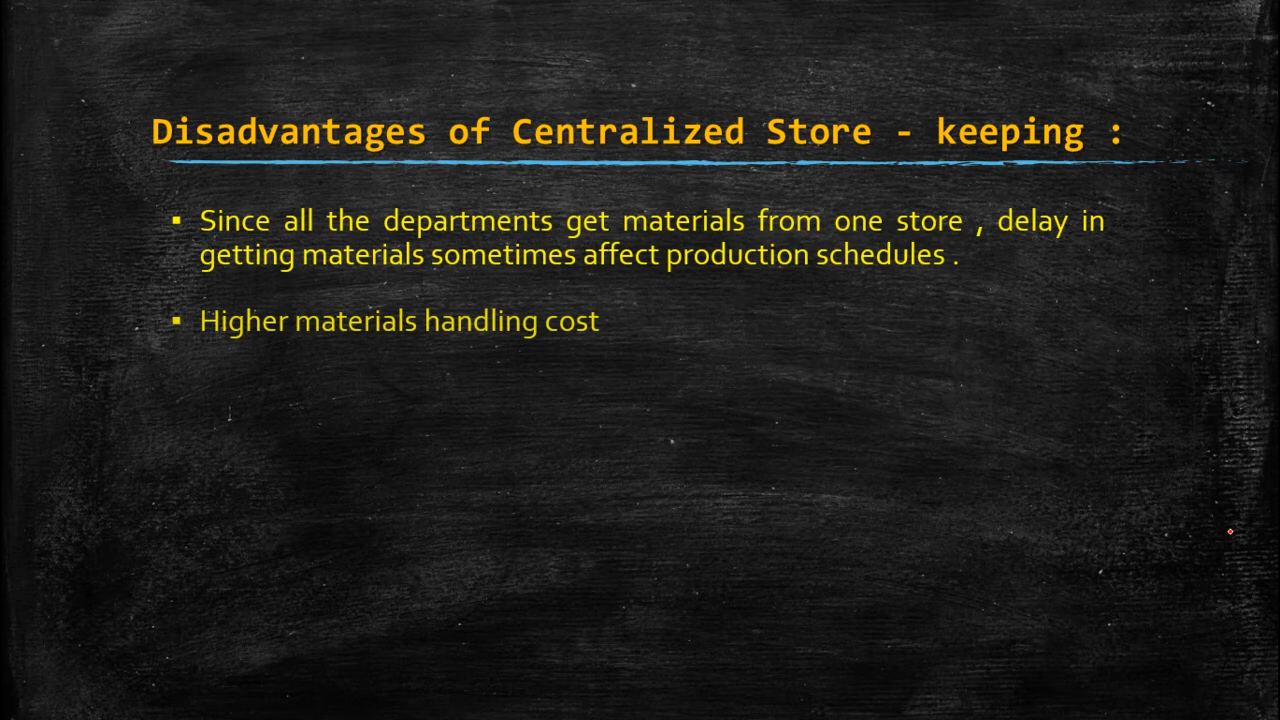 Disadvantages of Centralized Store - keeping :
▪ Since all the departments get materials from one store , delay in
getting materials sometimes affect production schedules .
▪ Higher materials handling cost